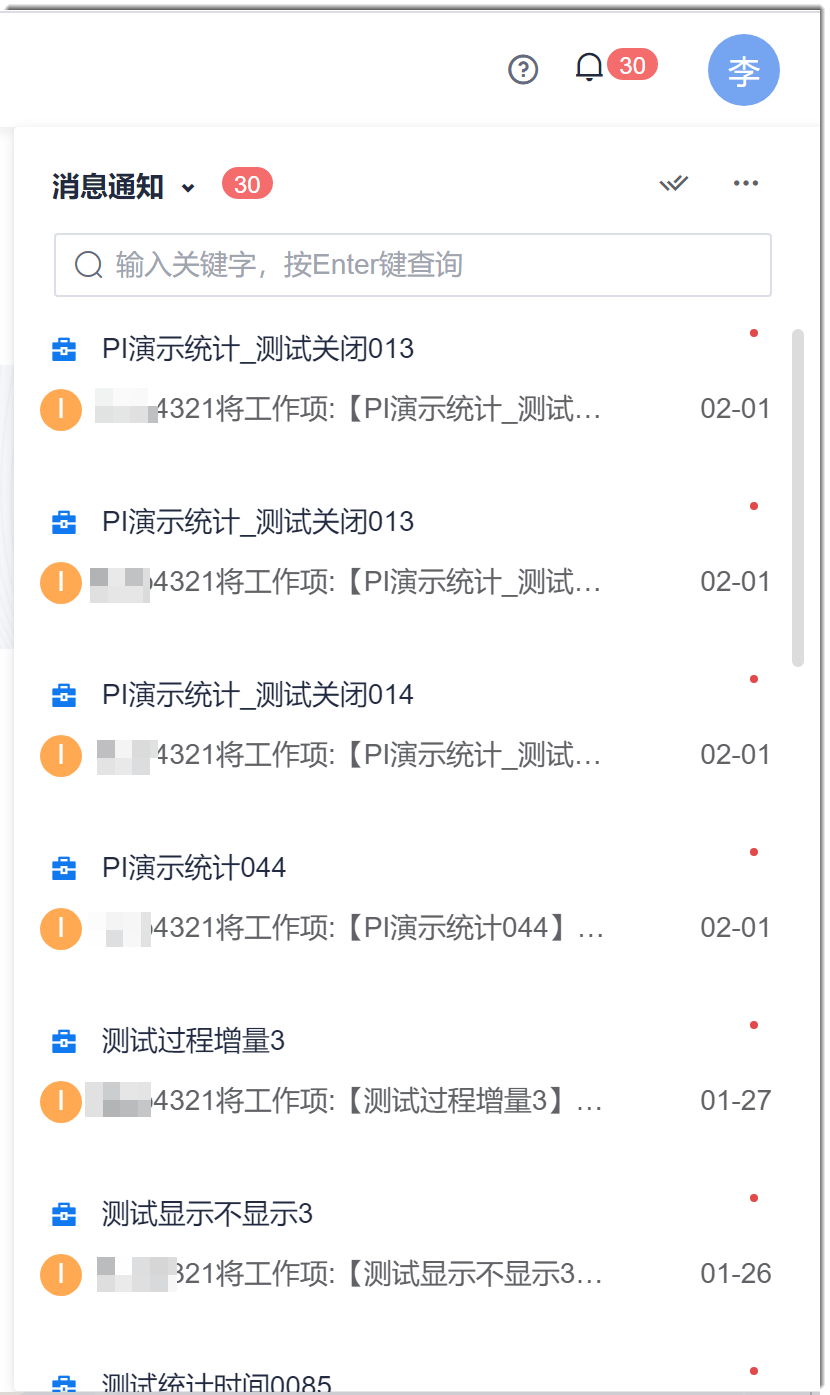 30
李
消息通知 30
输入关键字，按Enter键查询
PI演示统计_测试关闭013
I 4321将工作项:【PI演示统计_测试... 02-01
PI演示统计_测试关闭013
I 4321将工作项:【PI演示统计_测试... 02-01
PI演示统计_测试关闭014
I 4321将工作项:【PI演示统计_测试... 02-01
PI演示统计044
I 4321将工作项:【PI演示统计044】... 02-01
测试过程增量3
I 4321将工作项:【测试过程增量3】... 01-27
测试显示不显示3
I 321将工作项:【测试显示不显示3... 01-26
测试统计时间0085